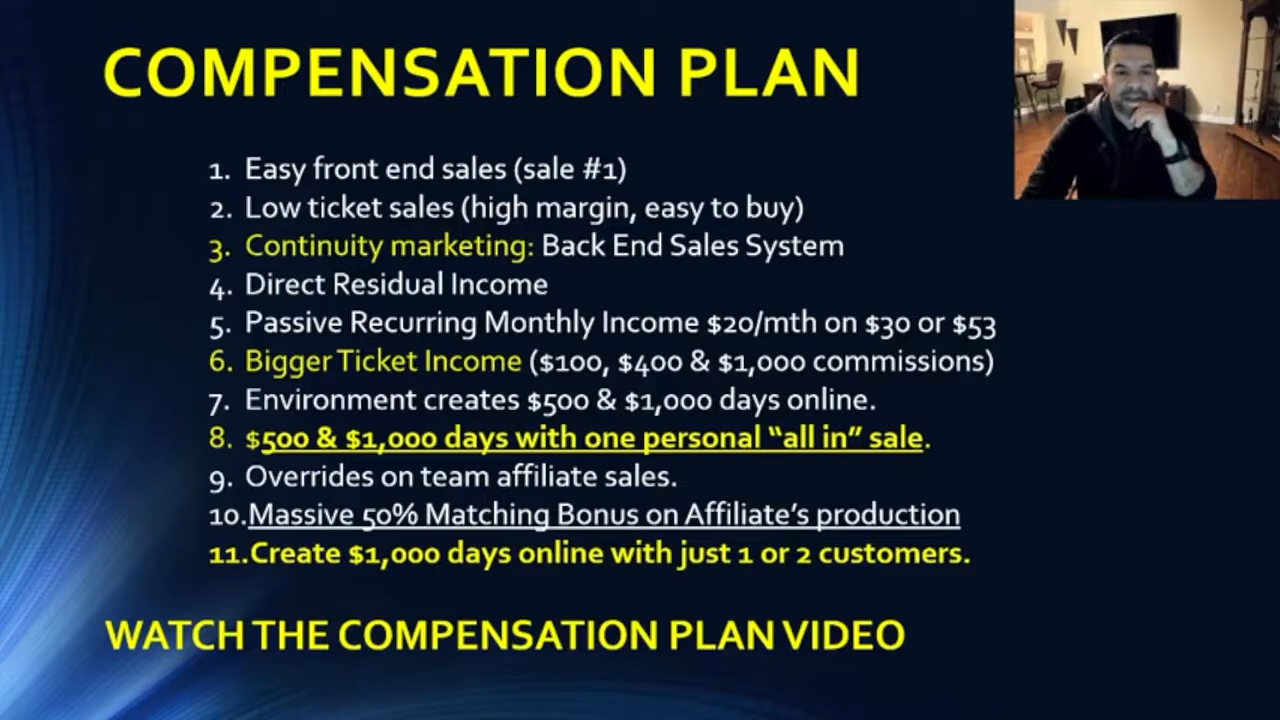 COMPENSATION PLAN
1. Easy front end sales (sale #1)
2. Low ticket sales (high margin, easy to buy)
3. Continuity marketing: Back End Sales System
4. Direct Residual Income
5. Passive Recurring Monthly Income $20/mth on $30 or $53
6. Bigger Ticket Income ($100, $400 & $1,000 commissions)
7. Environment creates $500 & $1,000 days online.
8. $500 & $1,000 days with one personal “all in” sale.
9. Overrides on team affiliate sales.
10.Massive 50% Matching Bonus on Affiliate’s production
11.Create $1,000 days online with just 1 or 2 customers.
WATCH THE COMPENSATION PLAN VIDEO